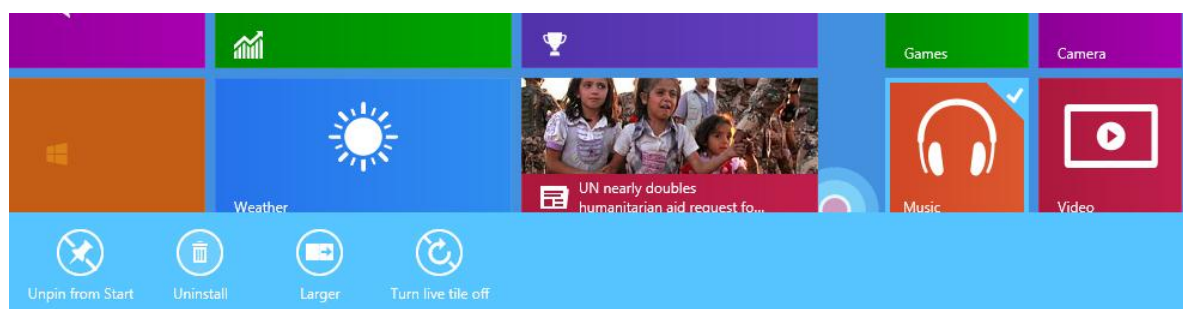 Games
Camera
Weather
UN nearly doubles
humanitarian aid request fo...
Music
Video
Unpin from Start
Uninstall
Larger
Turn live tile off